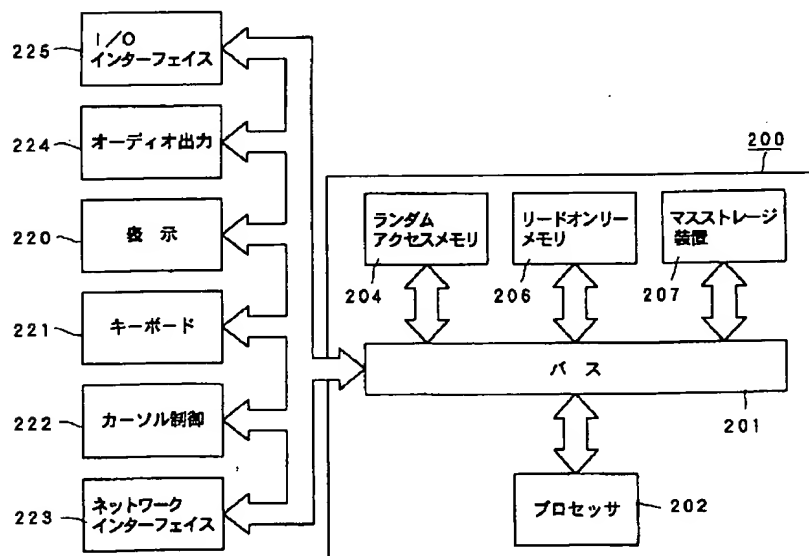 225
I/O
インターフェイス
224
オーディオ出力
220
表示
221
キーボード
222
カーソル制御
223
ネットワーク
インターフェイス
200
ランダム
アクセスメモリ
204
リードオンリー
メモリ
206
マスストレージ
装置
207
バス
201
プロセッサ
202